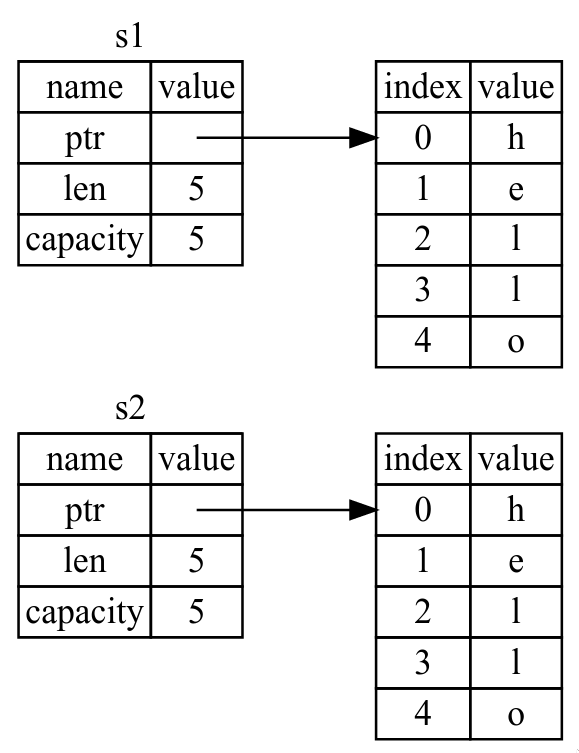 s1
name value
ptr
len 5
capacity 5
index value
0 h
1 e
2 l
3 l
4 o
s2
name value
ptr
len 5
capacity 5
index value
0 h
1 e
2 l
3 l
4 o